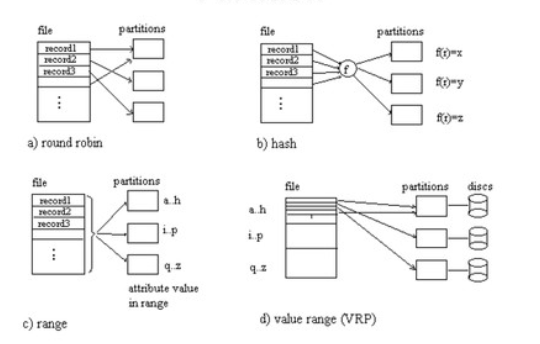 file partitions
record1
record2
record3
a) round robin
file partitions
record1
record2
record3
f
f(r)=x
f(r)=y
f(r)=z
b) hash
file partitions
record1
record2
record3
a..h
i..p
q..z
attribute value
in range
c) range
file partitions discs
a..h
i..p
q..z
d) value range (VRP)